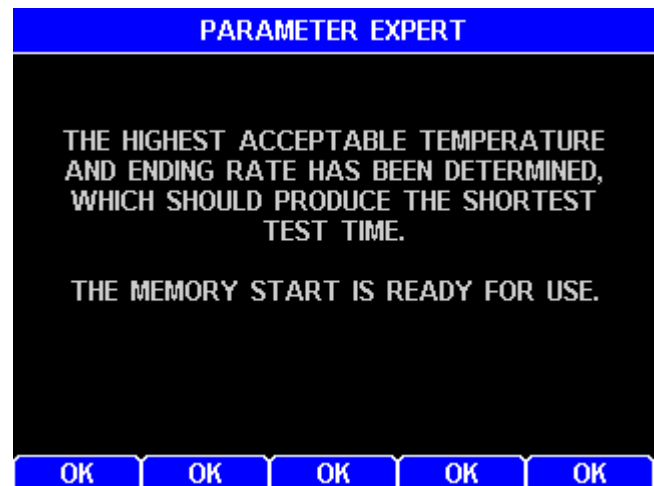 PARAMETER EXPERT
THE HIGHEST ACCEPTABLE TEMPERATURE
AND ENDING RATE HAS BEEN DETERMINED,
WHICH SHOULD PRODUCE THE SHORTEST
TEST TIME.
THE MEMORY START IS READY FOR USE.
OK OK OK OK OK